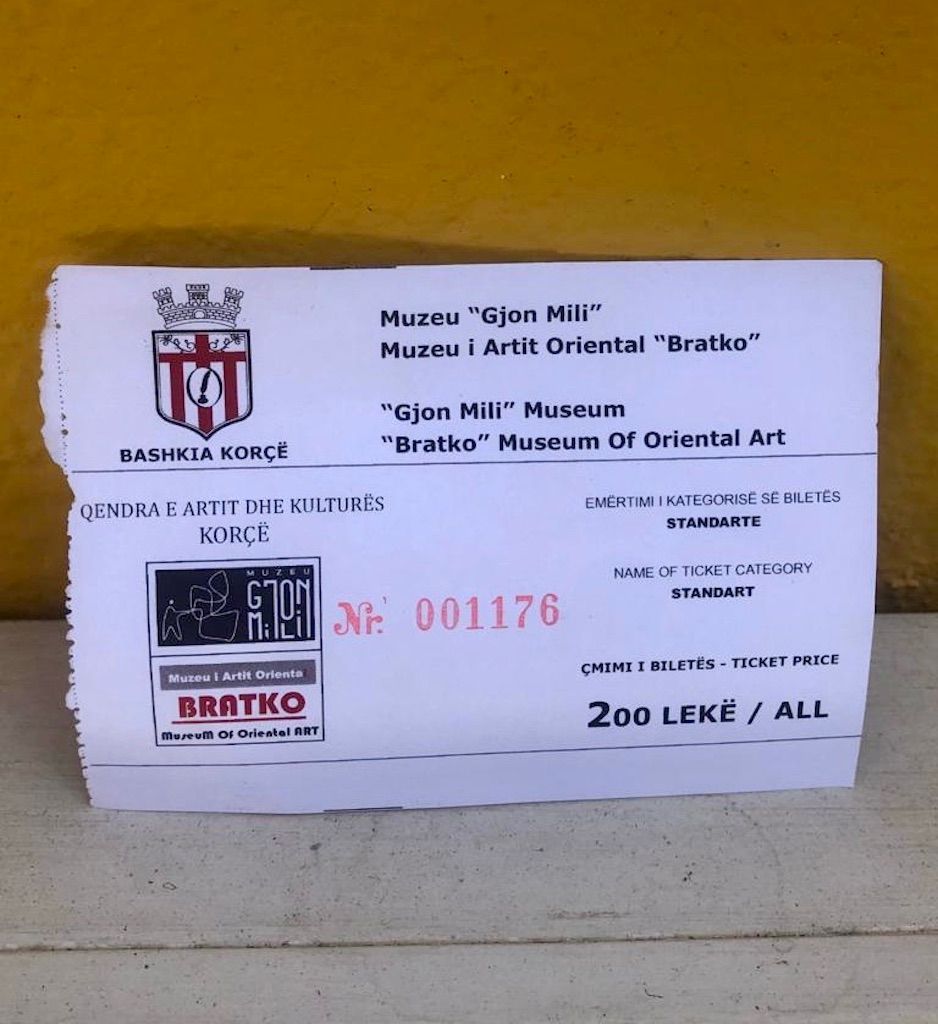 Muzeu “Gjon Mili”
Muzeu i Artit Oriental “Bratko”
“Gjon Mili” Museum
“Bratko” Museum Of Oriental Art
BASHKIA KORÇË
QENDRA E ARTIT DHE KULTURËS
KORÇË
MUZEU
GJON
MiLi
Muzeu i Artit Oriental
BRATKO
MuseuM Of Oriental ART
Nr. 001176
EMËRTIMI I KATEGORISË SË BILETËS
STANDARTE
NAME OF TICKET CATEGORY
STANDART
ÇMIMI I BILETËS - TICKET PRICE
200 LEKË / ALL